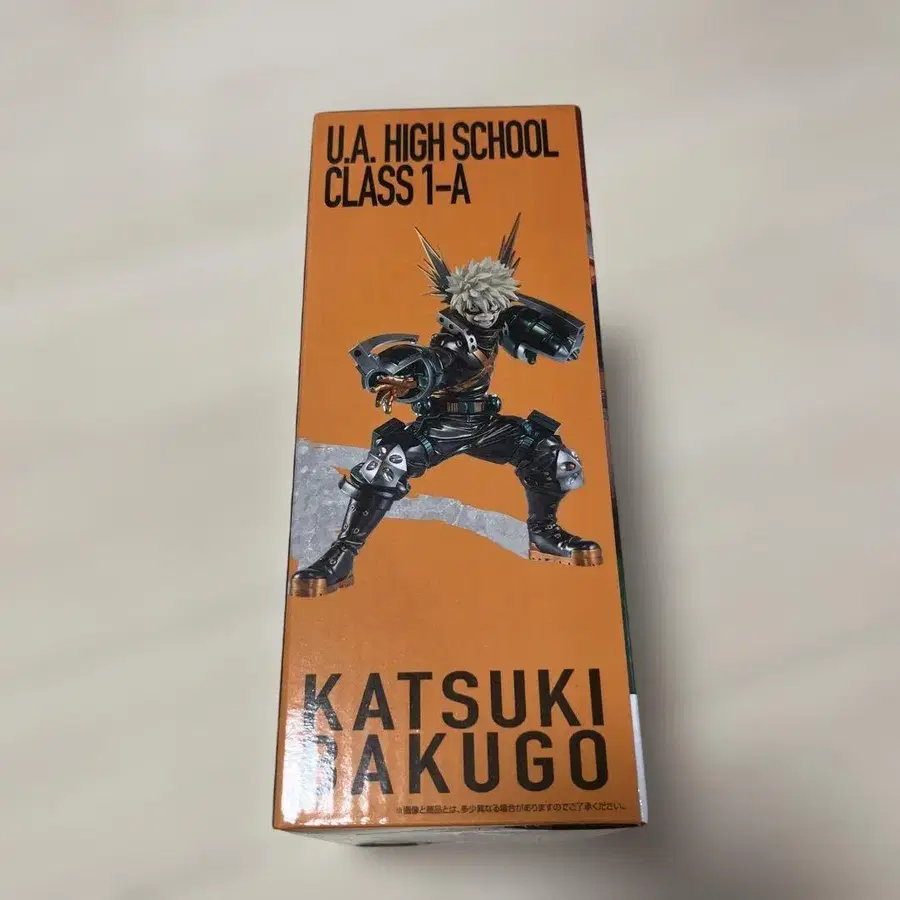 U.A. HIGH SCHOOL
CLASS 1-A
KATSUKI
BAKUGO
※画像と商品とは、多少異なる場合がありますのでご了承ください。